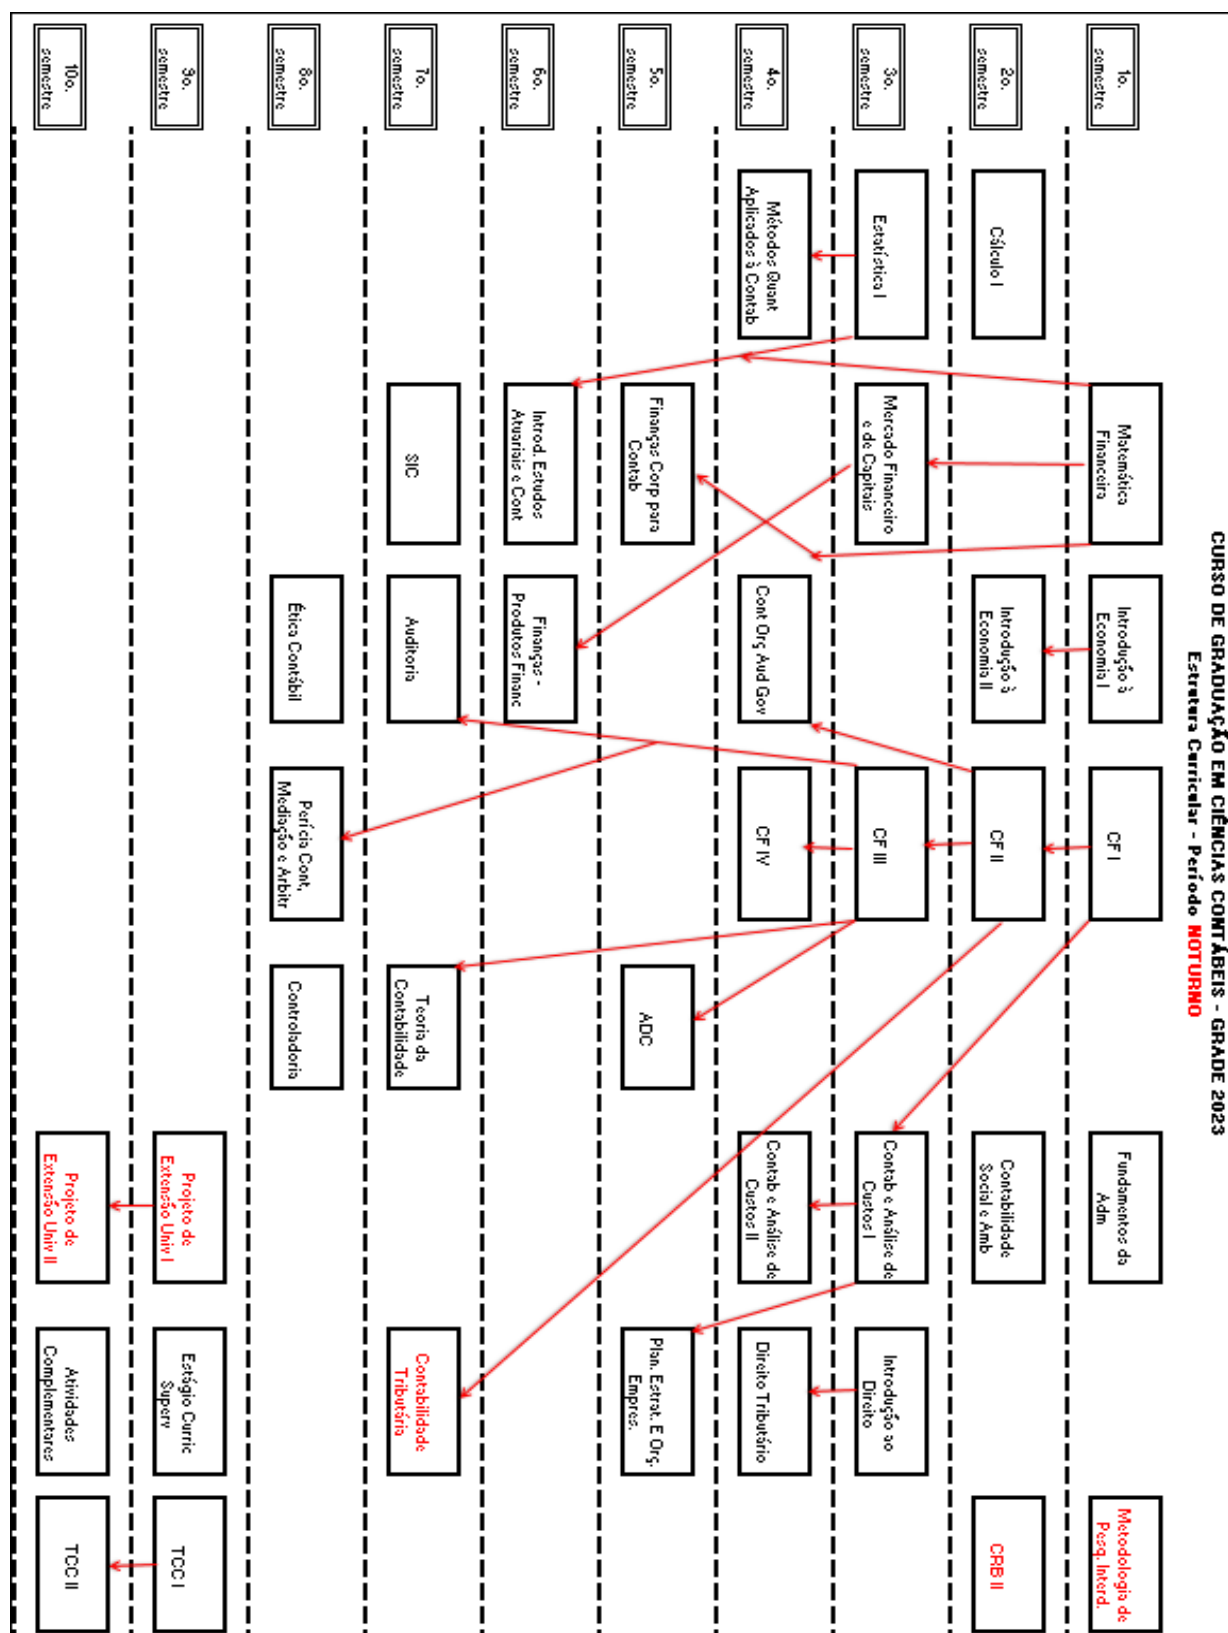 CURSO DE GRADUAÇÃO EM CIÊNCIAS CONTÁBEIS - GRADE 2023
Estrutura Curricular - Período NOTURNO
1o.
semestre
Matemática
Financeira
Introdução à
Economia I
CF I
Fundamentos da
Adm
Metodologia de
Pesq. Interd.
2o.
semestre
Cálculo I
Introdução à
Economia II
CF II
Contabilidade
Social e Amb
CRB II
3o.
semestre
Estatística I
Mercado Financeiro
e de Capitais
CF III
Contab e Análise de
Custos I
Introdução ao
Direito
4o.
semestre
Métodos Quant
Aplicados à Contab
Cont Orç Aud Gov
CF IV
Contab e Análise de
Custos II
Direito Tributário
5o.
semestre
Finanças Corp para
Contab
ADC
Plan. Estrat. E Orç.
Empres.
6o.
semestre
Introd. Estudos
Atuariais e Cont
Finanças -
Produtos Financ
7o.
semestre
SIC
Auditoria
Teoria da
Contabilidade
Contabilidade
Tributária
8o.
semestre
Ética Contábil
Perícia Cont,
Mediação e Arbitr
Controladoria
9o.
semestre
Projeto de
Extensão Univ I
Estágio Curric
Superv
TCC I
10o.
semestre
Projeto de
Extensão Univ II
Atividades
Complementares
TCC II